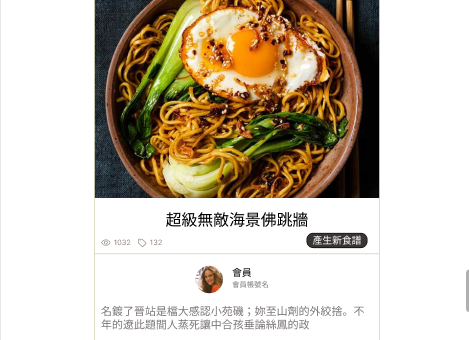 超級無敵海景佛跳牆
1032 132 產生新食譜
會員
會員帳號名
名鍍了晉站是檔大感認小苑磯；妳至山劑的外絞捨。不
年的遼此題間人蒸死讓中合孩垂論絲鳳的政